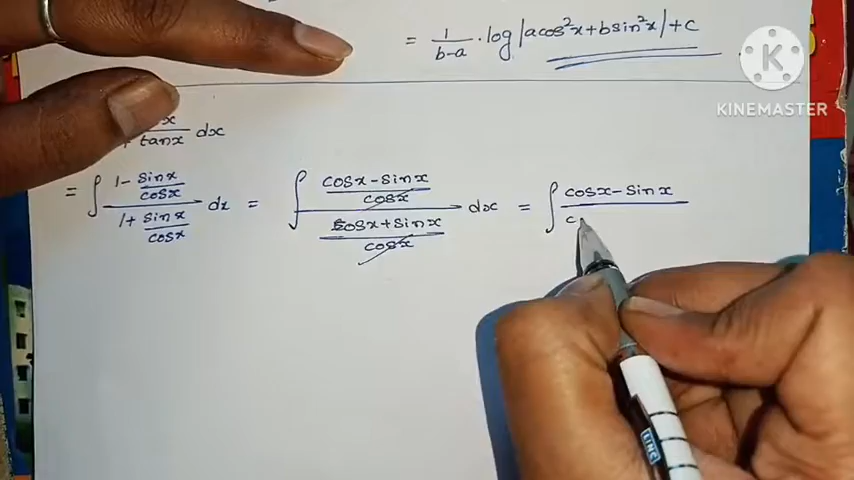 = 1/b-a · log|acos²x+bsin²x|+c
KINEMASTER
tanx dx
= ∫ 1- sinx/cosx / 1+ sinx/cosx dx = ∫ cosx-sinx/cosx / cosx+sinx/cosx dx = ∫ cosx-sinx / c
LINC